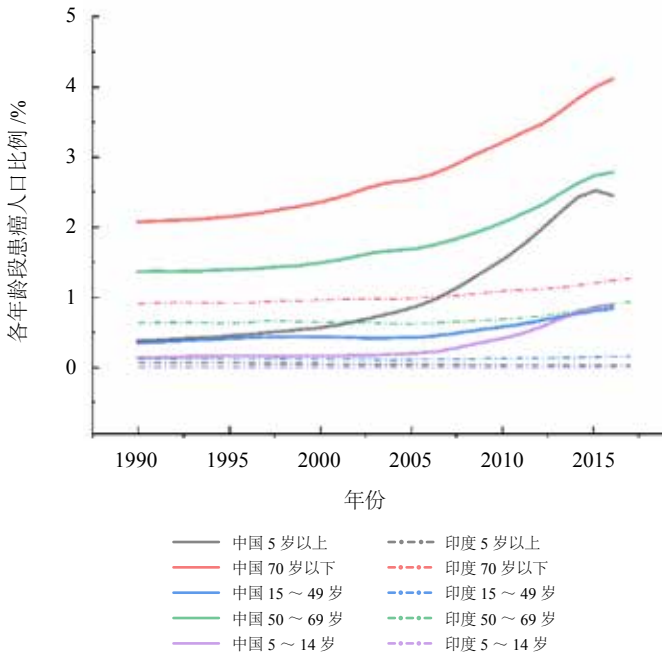 各年龄段患癌人口比例 /%
5
4
3
2
1
0
1990 1995 2000 2005 2010 2015
年份
中国 5 岁以上 印度 5 岁以上
中国 70 岁以下 印度 70 岁以下
中国 15 ～ 49 岁 印度 15 ～ 49 岁
中国 50 ～ 69 岁 印度 50 ～ 69 岁
中国 5 ～ 14 岁 印度 5 ～ 14 岁